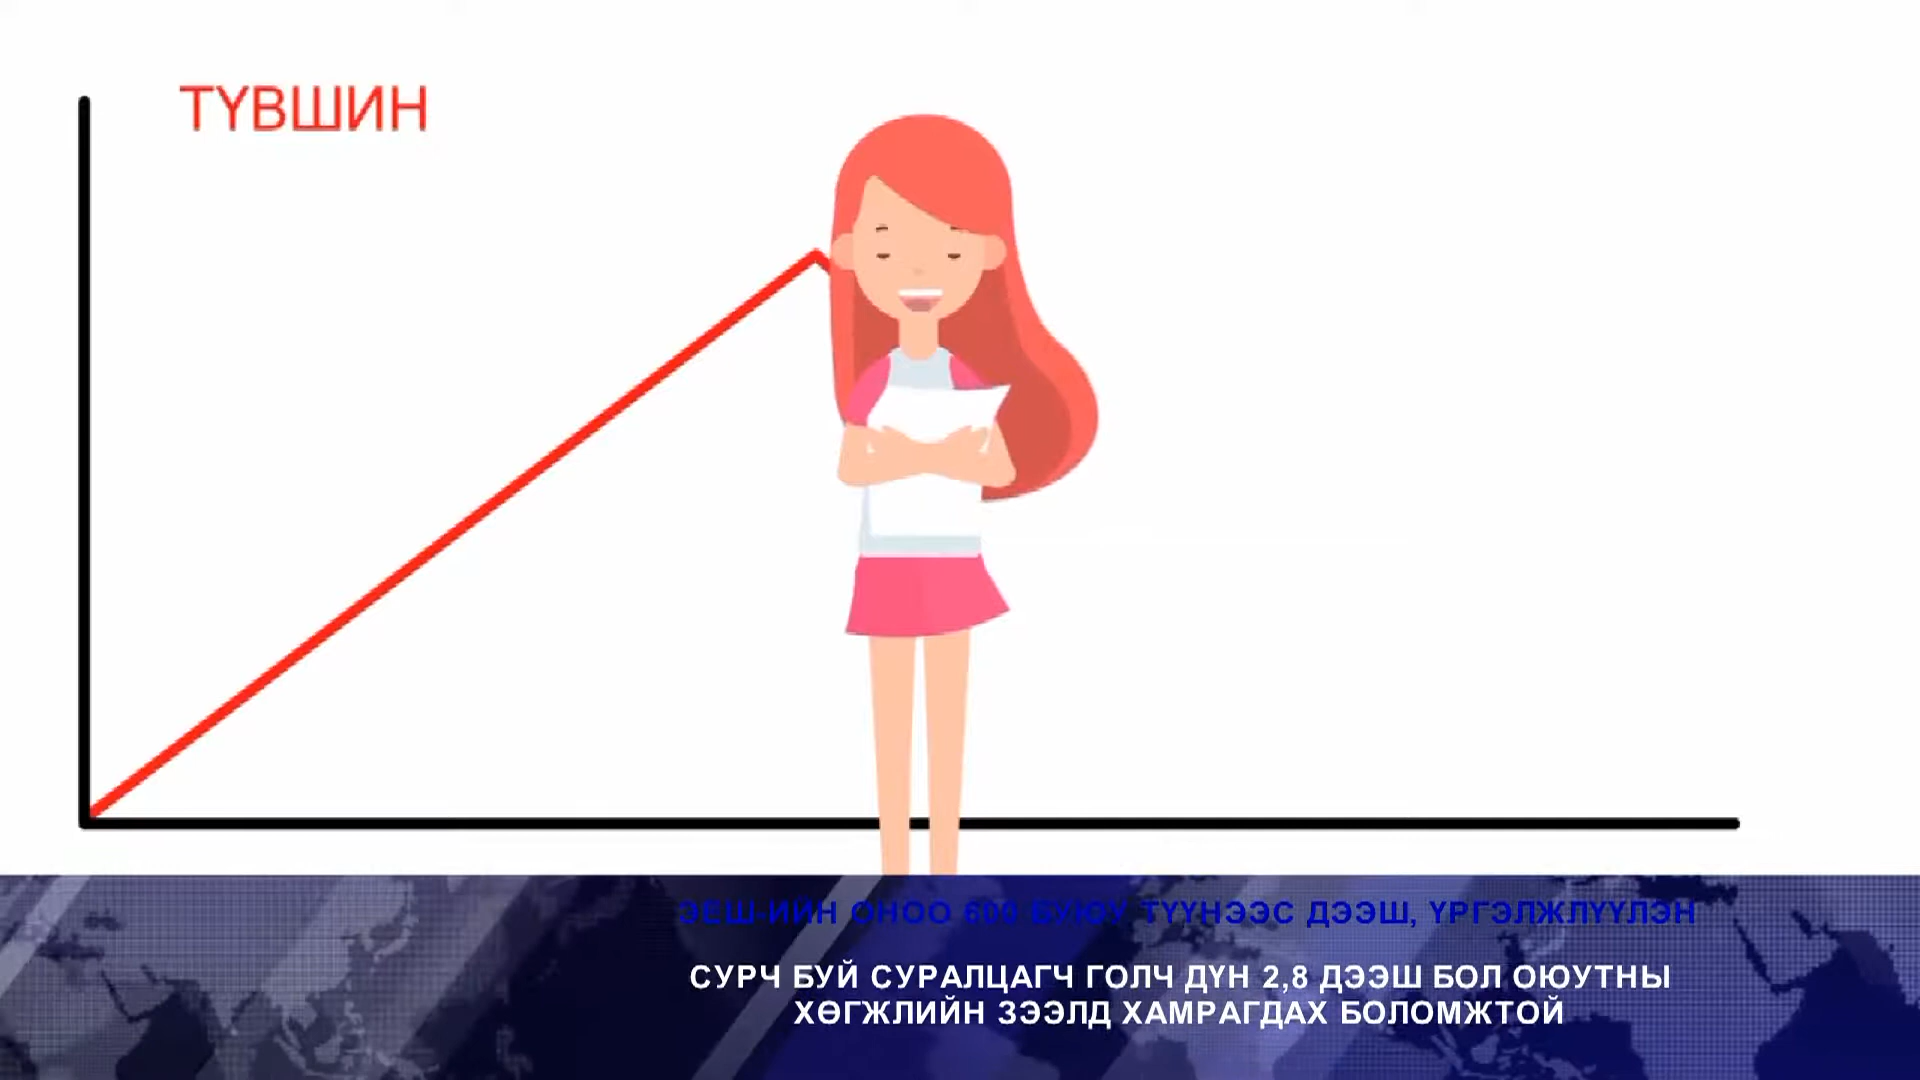 ТҮВШИН
ЭЕШ-ИЙН ОНОО 600 БУЮУ ТҮҮНЭЭС ДЭЭШ, ҮРГЭЛЖЛҮҮЛЭН
СУРЧ БУЙ СУРАЛЦАГЧ ГОЛЧ ДҮН 2,8 ДЭЭШ БОЛ ОЮУТНЫ
ХӨГЖЛИЙН ЗЭЭЛД ХАМРАГДАХ БОЛОМЖТОЙ